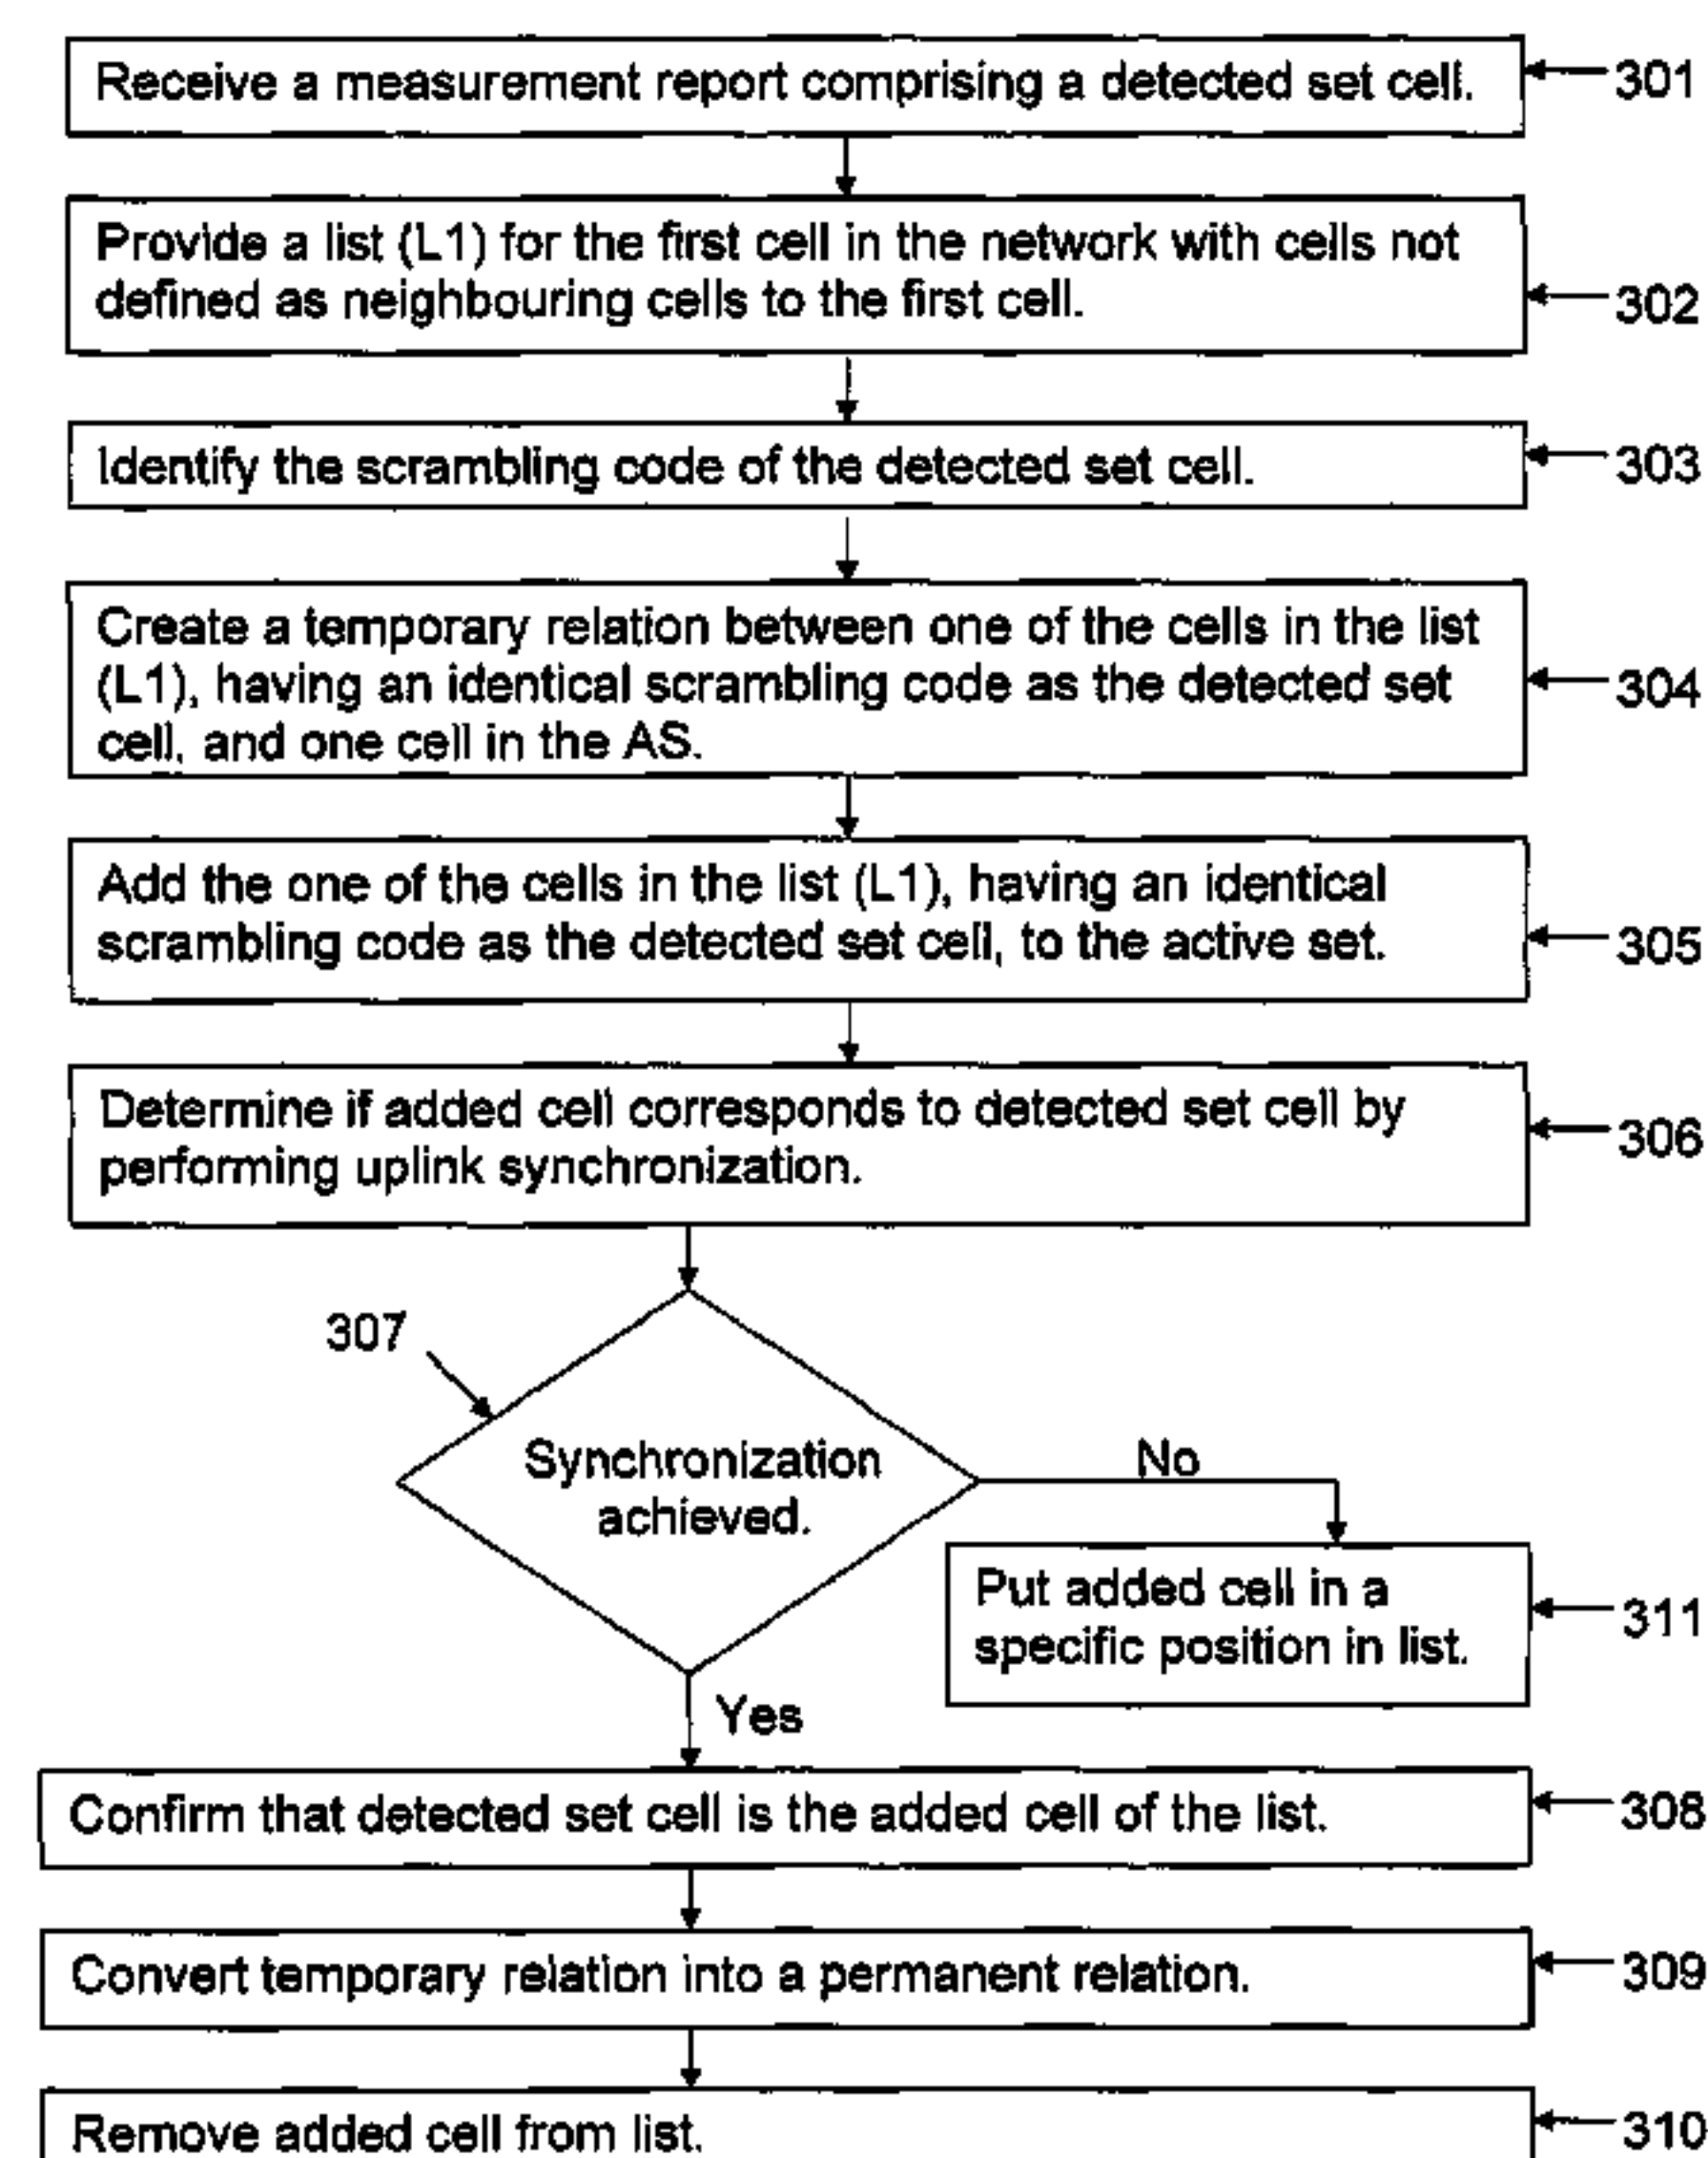 Receive a measurement report comprising a detected set cell.
301
Provide a list (L1) for the first cell in the network with cells not
defined as neighbouring cells to the first cell.
302
Identify the scrambling code of the detected set cell.
303
Create a temporary relation between one of the cells in the list
(L1), having an identical scrambling code as the detected set
cell, and one cell in the AS.
304
Add the one of the cells in the list (L1), having an identical
scrambling code as the detected set cell, to the active set.
305
Determine if added cell corresponds to detected set cell by
performing uplink synchronization.
306
307
Synchronization
achieved.
No
Put added cell in a
specific position in list.
311
Yes
Confirm that detected set cell is the added cell of the list.
308
Convert temporary relation into a permanent relation.
309
Remove added cell from list.
310